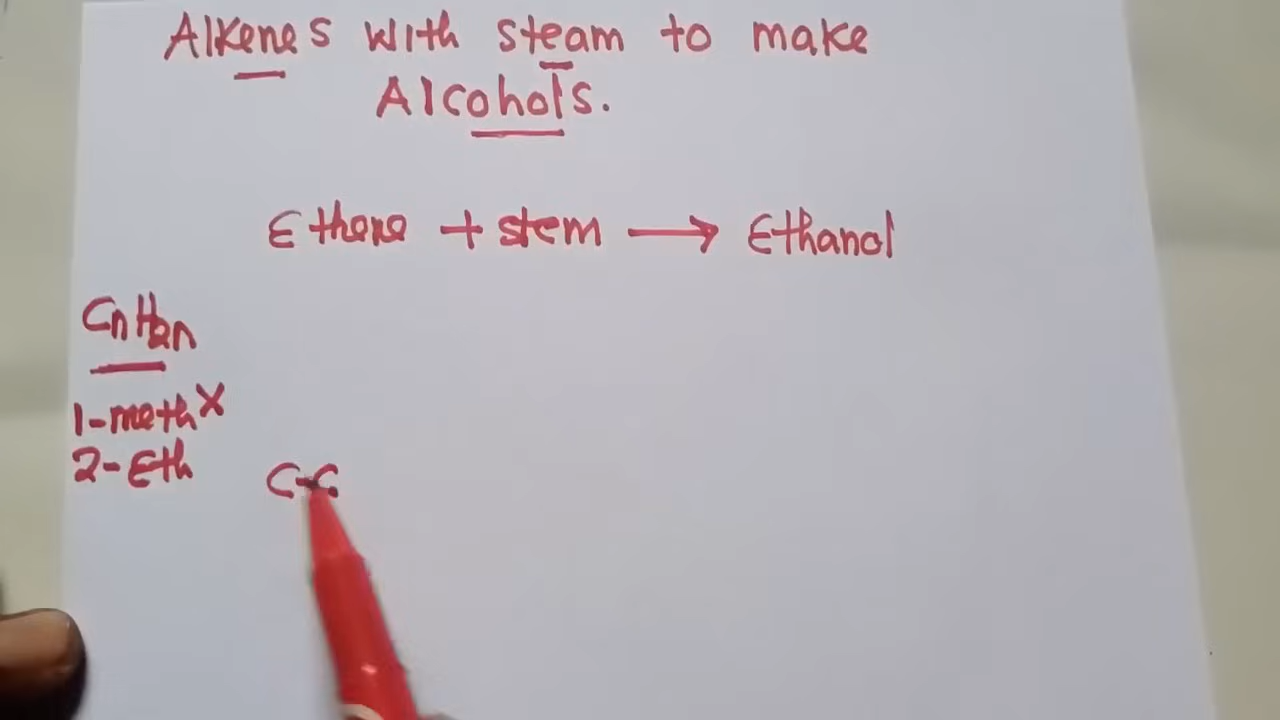 Alkenes with steam to make
Alcohols.
Ethene + stem → Ethanol
CnH2n
1-meth X
2-Eth
C-C